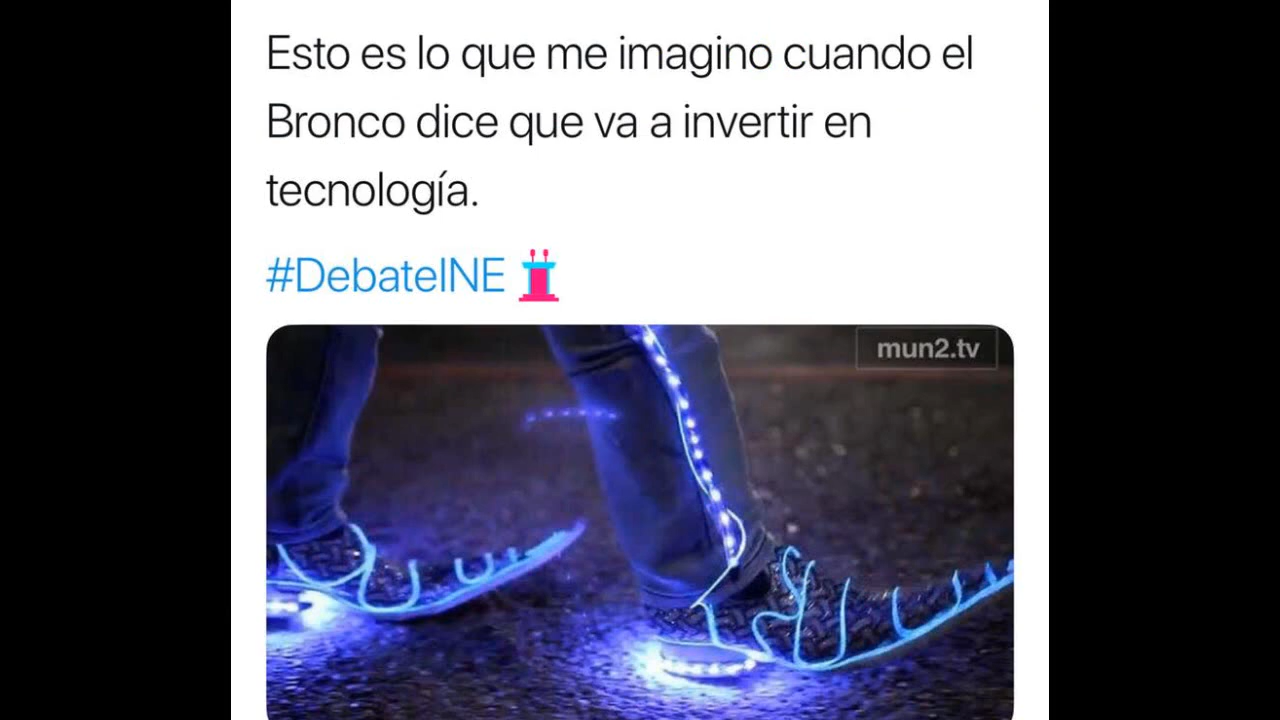 Esto es lo que me imagino cuando el
Bronco dice que va a invertir en
tecnología.
#DebateINE
mun2.tv